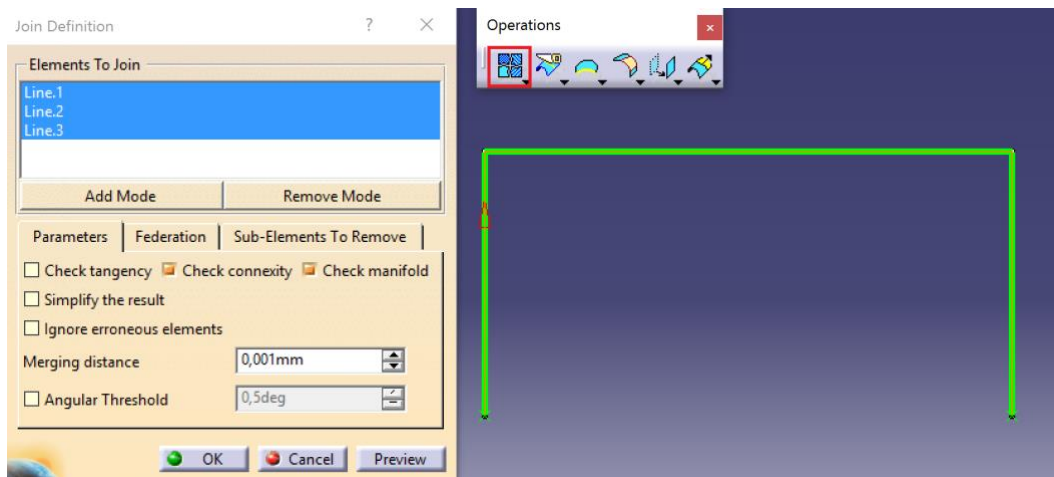 Join Definition ? ×
Elements To Join
Line.1
Line.2
Line.3
Add Mode Remove Mode
Parameters Federation Sub-Elements To Remove
Check tangency Check connexity Check manifold
Simplify the result
Ignore erroneous elements
Merging distance 0,001mm
Angular Threshold 0,5deg
OK Cancel Preview
Operations x